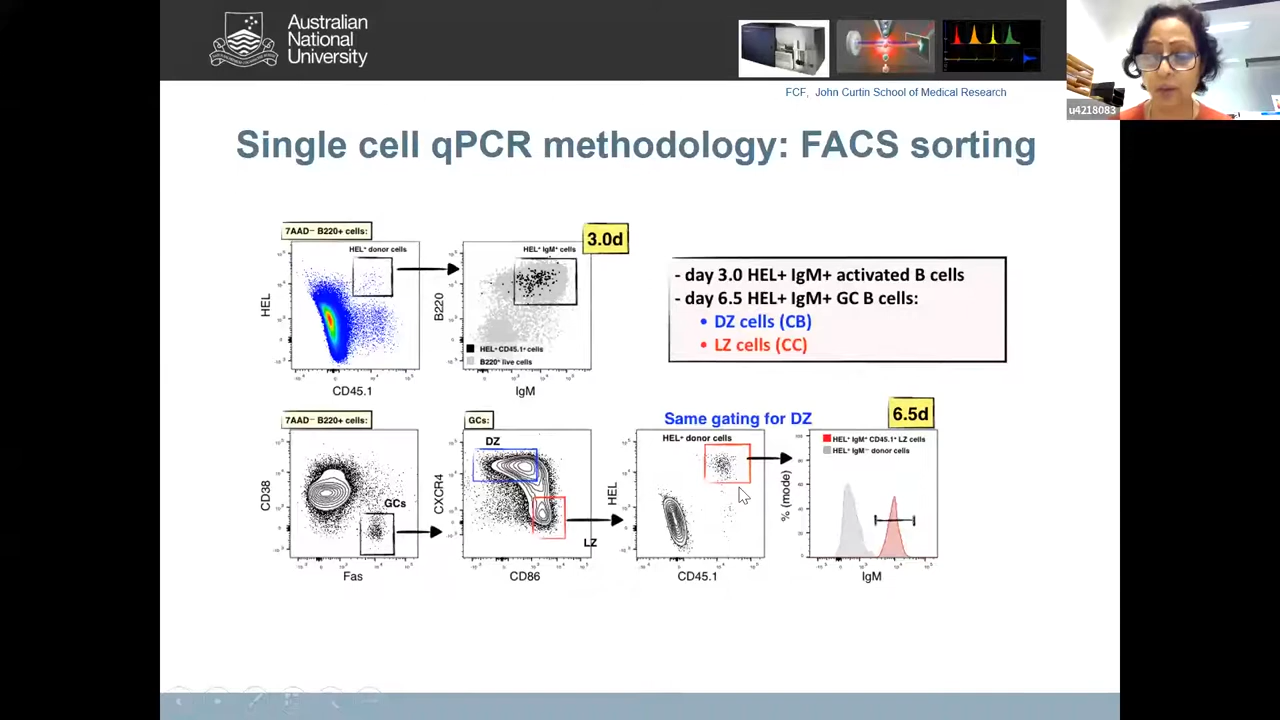 Australian
National
University
u4218083
FCF, John Curtin School of Medical Research
Single cell qPCR methodology: FACS sorting
7AAD− B220+ cells:
3.0d
HEL+ donor cells
HEL+ IgM+ cells
HEL
B220
HEL+ CD45.1+ cells
B220+ live cells
CD45.1
IgM
- day 3.0 HEL+ IgM+ activated B cells
- day 6.5 HEL+ IgM+ GC B cells:
• DZ cells (CB)
• LZ cells (CC)
7AAD− B220+ cells:
GCs:
Same gating for DZ
6.5d
DZ
HEL+ donor cells
HEL+ IgM+ CD45.1+ LZ cells
HEL+ IgM− donor cells
CD38
GCs
CXCR4
LZ
HEL
% (mode)
Fas
CD86
CD45.1
IgM